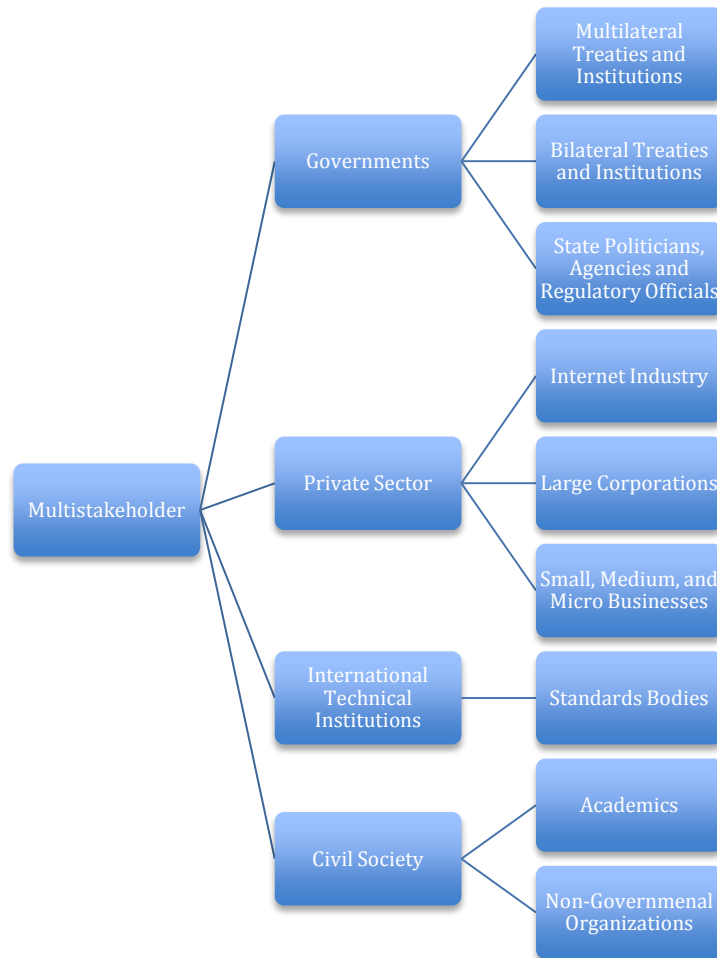 Multistakeholder
Governments
Multilateral
Treaties and
Institutions
Bilateral Treaties
and Institutions
State Politicians,
Agencies and
Regulatory Officials
Private Sector
Internet Industry
Large Corporations
Small, Medium, and
Micro Businesses
International
Technical
Institutions
Standards Bodies
Civil Society
Academics
Non-Governmenal
Organizations